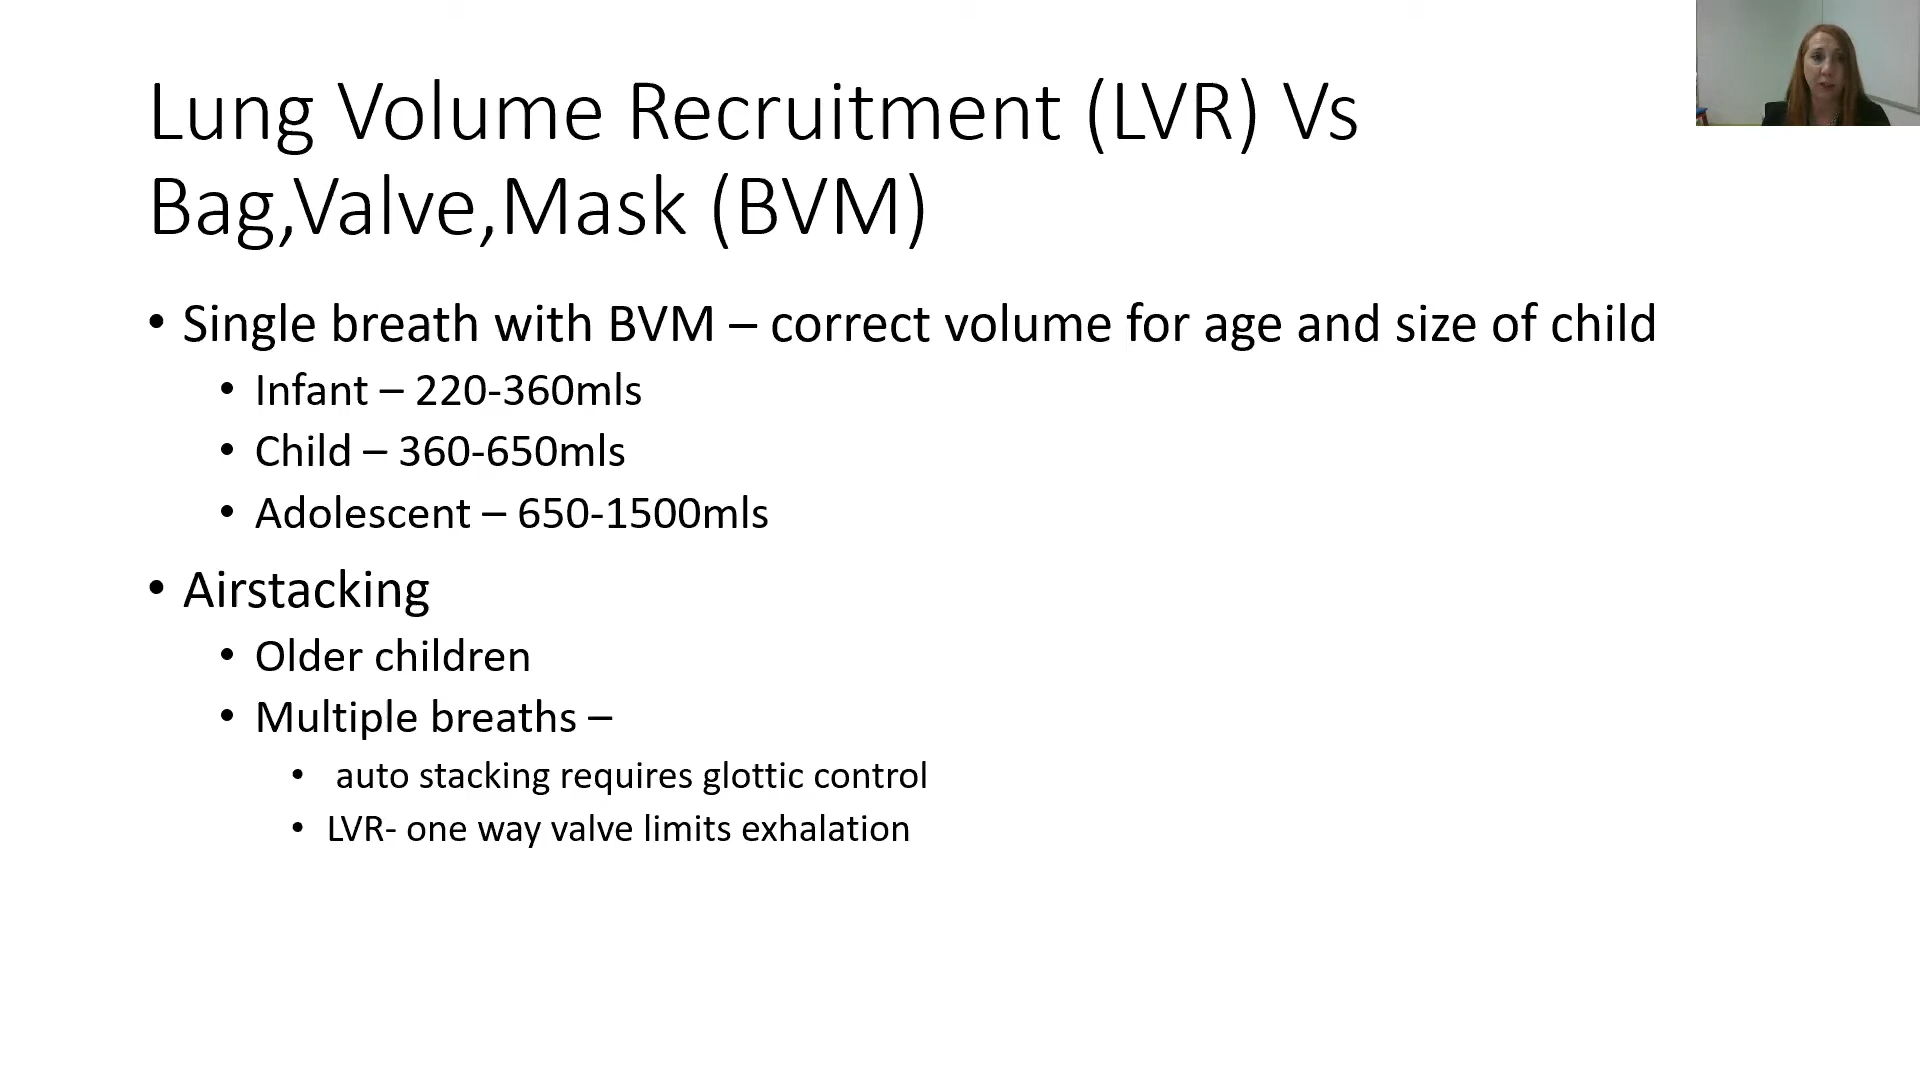 Lung Volume Recruitment (LVR) Vs
Bag,Valve,Mask (BVM)
• Single breath with BVM – correct volume for age and size of child
• Infant – 220-360mls
• Child – 360-650mls
• Adolescent – 650-1500mls
• Airstacking
• Older children
• Multiple breaths –
• auto stacking requires glottic control
• LVR- one way valve limits exhalation